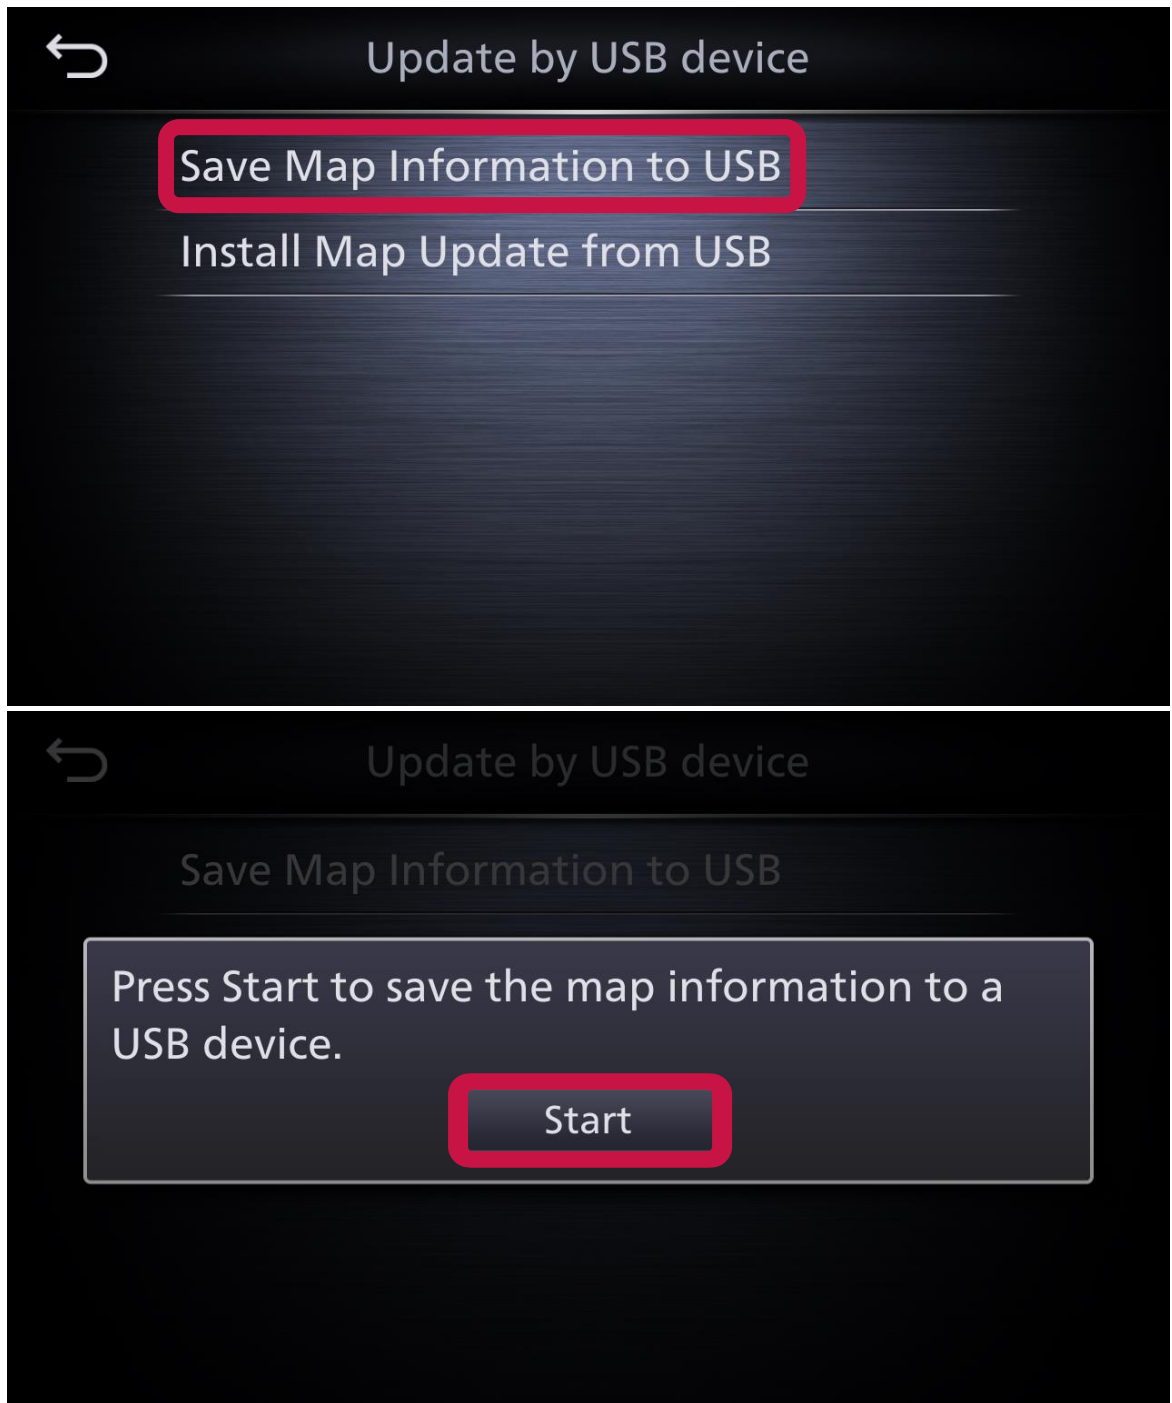 Update by USB device
Save Map Information to USB
Install Map Update from USB
Update by USB device
Save Map Information to USB
Press Start to save the map information to a
USB device.
Start